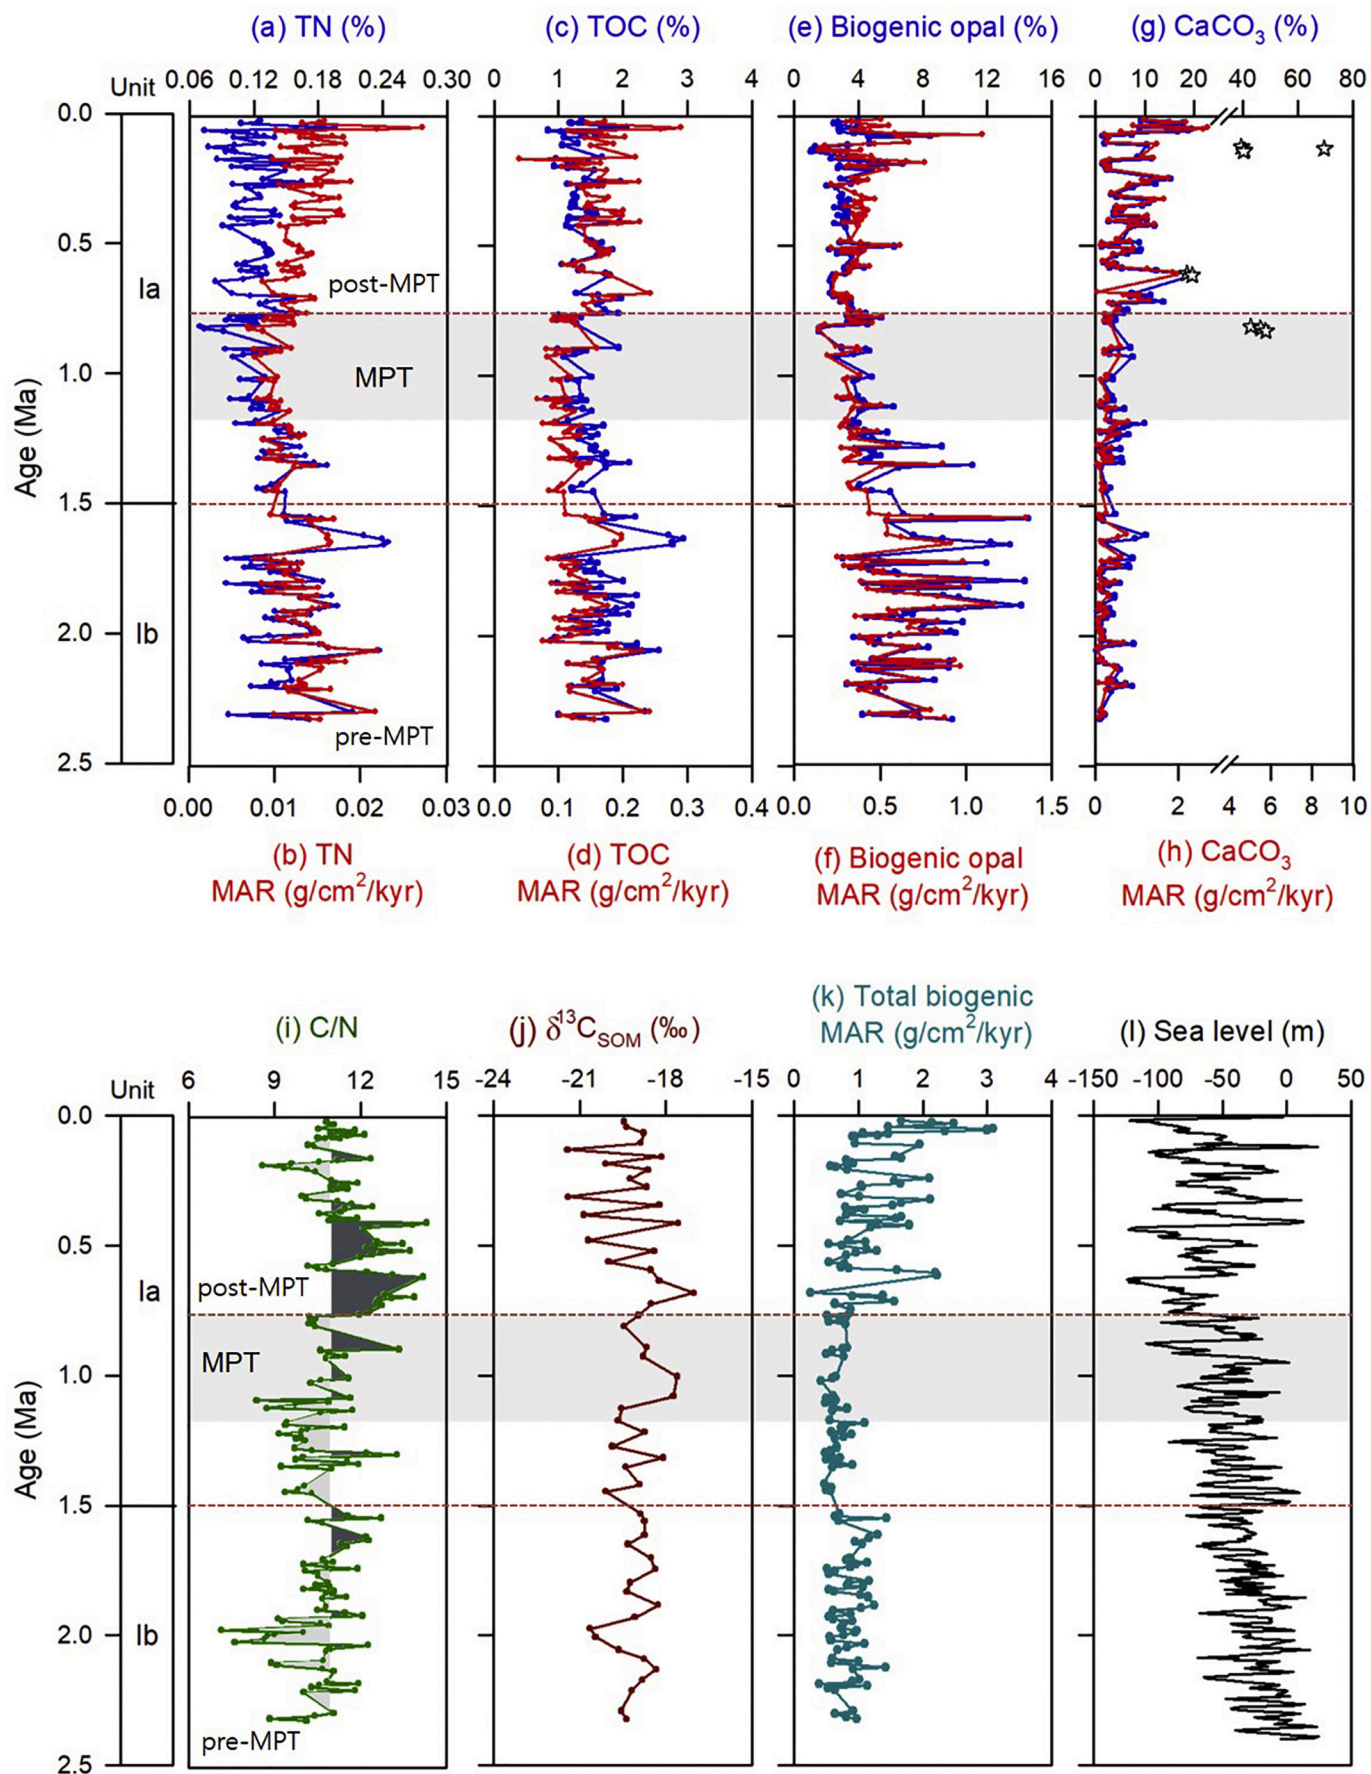 (a) TN (%) (c) TOC (%) (e) Biogenic opal (%) (g) CaCO₃ (%)
Unit 0.06 0.12 0.18 0.24 0.30 0 1 2 3 4 0 4 8 12 16 0 10 20 40 60 80
0.0
0.5
Ia post-MPT
MPT
1.0
Age (Ma)
1.5
2.0 Ib
pre-MPT
2.5
0.00 0.01 0.02 0.03 0.0 0.1 0.2 0.3 0.4 0.0 0.5 1.0 1.5 0 2 4 6 8 10
(b) TN (d) TOC (f) Biogenic opal (h) CaCO₃
MAR (g/cm²/kyr) MAR (g/cm²/kyr) MAR (g/cm²/kyr) MAR (g/cm²/kyr)
(k) Total biogenic
(i) C/N (j) δ¹³C_SOM (‰) MAR (g/cm²/kyr) (l) Sea level (m)
Unit 6 9 12 15 -24 -21 -18 -15 0 1 2 3 4 -150 -100 -50 0 50
0.0
0.5
Ia post-MPT
MPT
1.0
Age (Ma)
1.5
2.0 Ib
pre-MPT
2.5